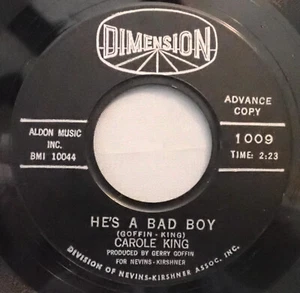 DIMENSION
ADVANCE
COPY
ALDON MUSIC
INC.
BMI 10044
1009
TIME: 2:23
HE'S A BAD BOY
(GOFFIN - KING)
CAROLE KING
PRODUCED BY GERRY GOFFIN
FOR NEVINS - KIRSHNER
DIVISION OF NEVINS-KIRSHNER ASSOC, INC.